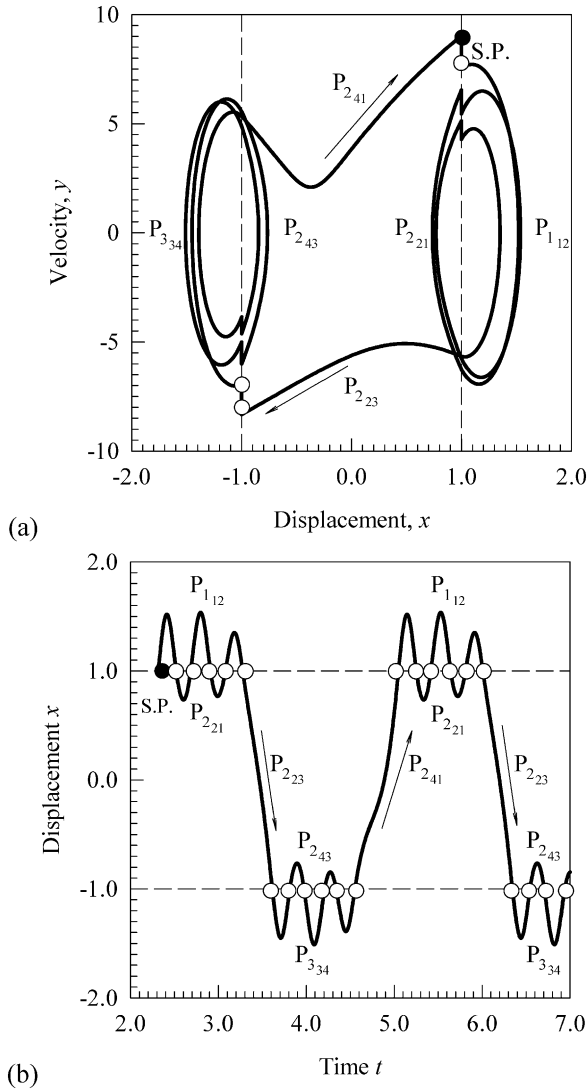 10
5
0
-5
-10
Velocity, y
S.P.
P₂₄₁
P₃₃₄
P₂₄₃
P₂₂₁
P₁₁₂
P₂₂₃
-2.0 -1.0 0.0 1.0 2.0
(a)
Displacement, x
2.0
1.0
0.0
-1.0
-2.0
Displacement x
P₁₁₂ P₁₁₂
S.P.
P₂₂₁ P₂₂₁
P₂₂₃ P₂₄₁ P₂₂₃
P₂₄₃ P₂₄₃
P₃₃₄ P₃₃₄
2.0 3.0 4.0 5.0 6.0 7.0
(b)
Time t